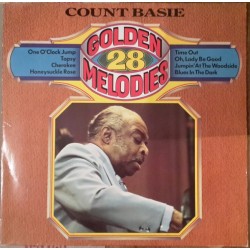 COUNT BASIE
GOLDEN
28
MELODIES
One O'Clock Jump
Topsy
Cherokee
Honeysuckle Rose
Time Out
Oh, Lady Be Good
Jumpin' At The Woodside
Blues In The Dark